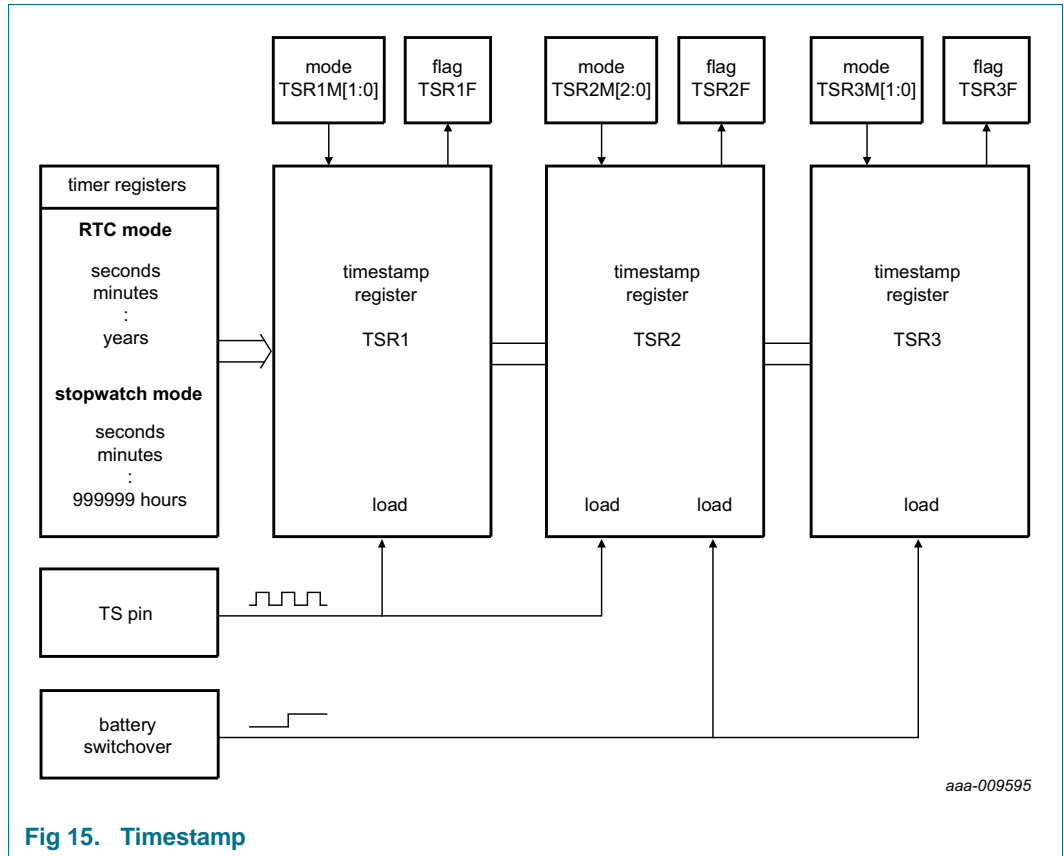 mode
TSR1M[1:0]
flag
TSR1F
mode
TSR2M[2:0]
flag
TSR2F
mode
TSR3M[1:0]
flag
TSR3F
timer registers
RTC mode
seconds
minutes
:
years
stopwatch mode
seconds
minutes
:
999999 hours
timestamp
register
TSR1
load
timestamp
register
TSR2
load
load
timestamp
register
TSR3
load
TS pin
battery
switchover
aaa-009595
Fig 15. Timestamp